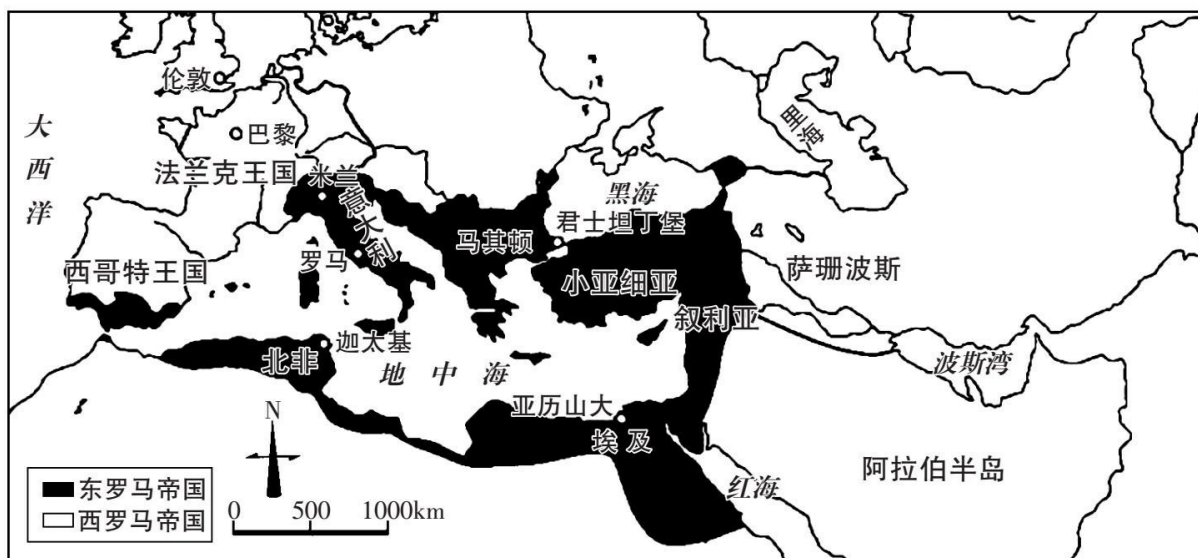 伦敦
大西洋
巴黎
里海
法兰克王国
米兰
黑海
意大利
君士坦丁堡
马其顿
罗马
西哥特王国
小亚细亚
萨珊波斯
叙利亚
迦太基
北非
地中海
波斯湾
亚历山大
埃及
N
阿拉伯半岛
红海
东罗马帝国
西罗马帝国
0 500 1000km